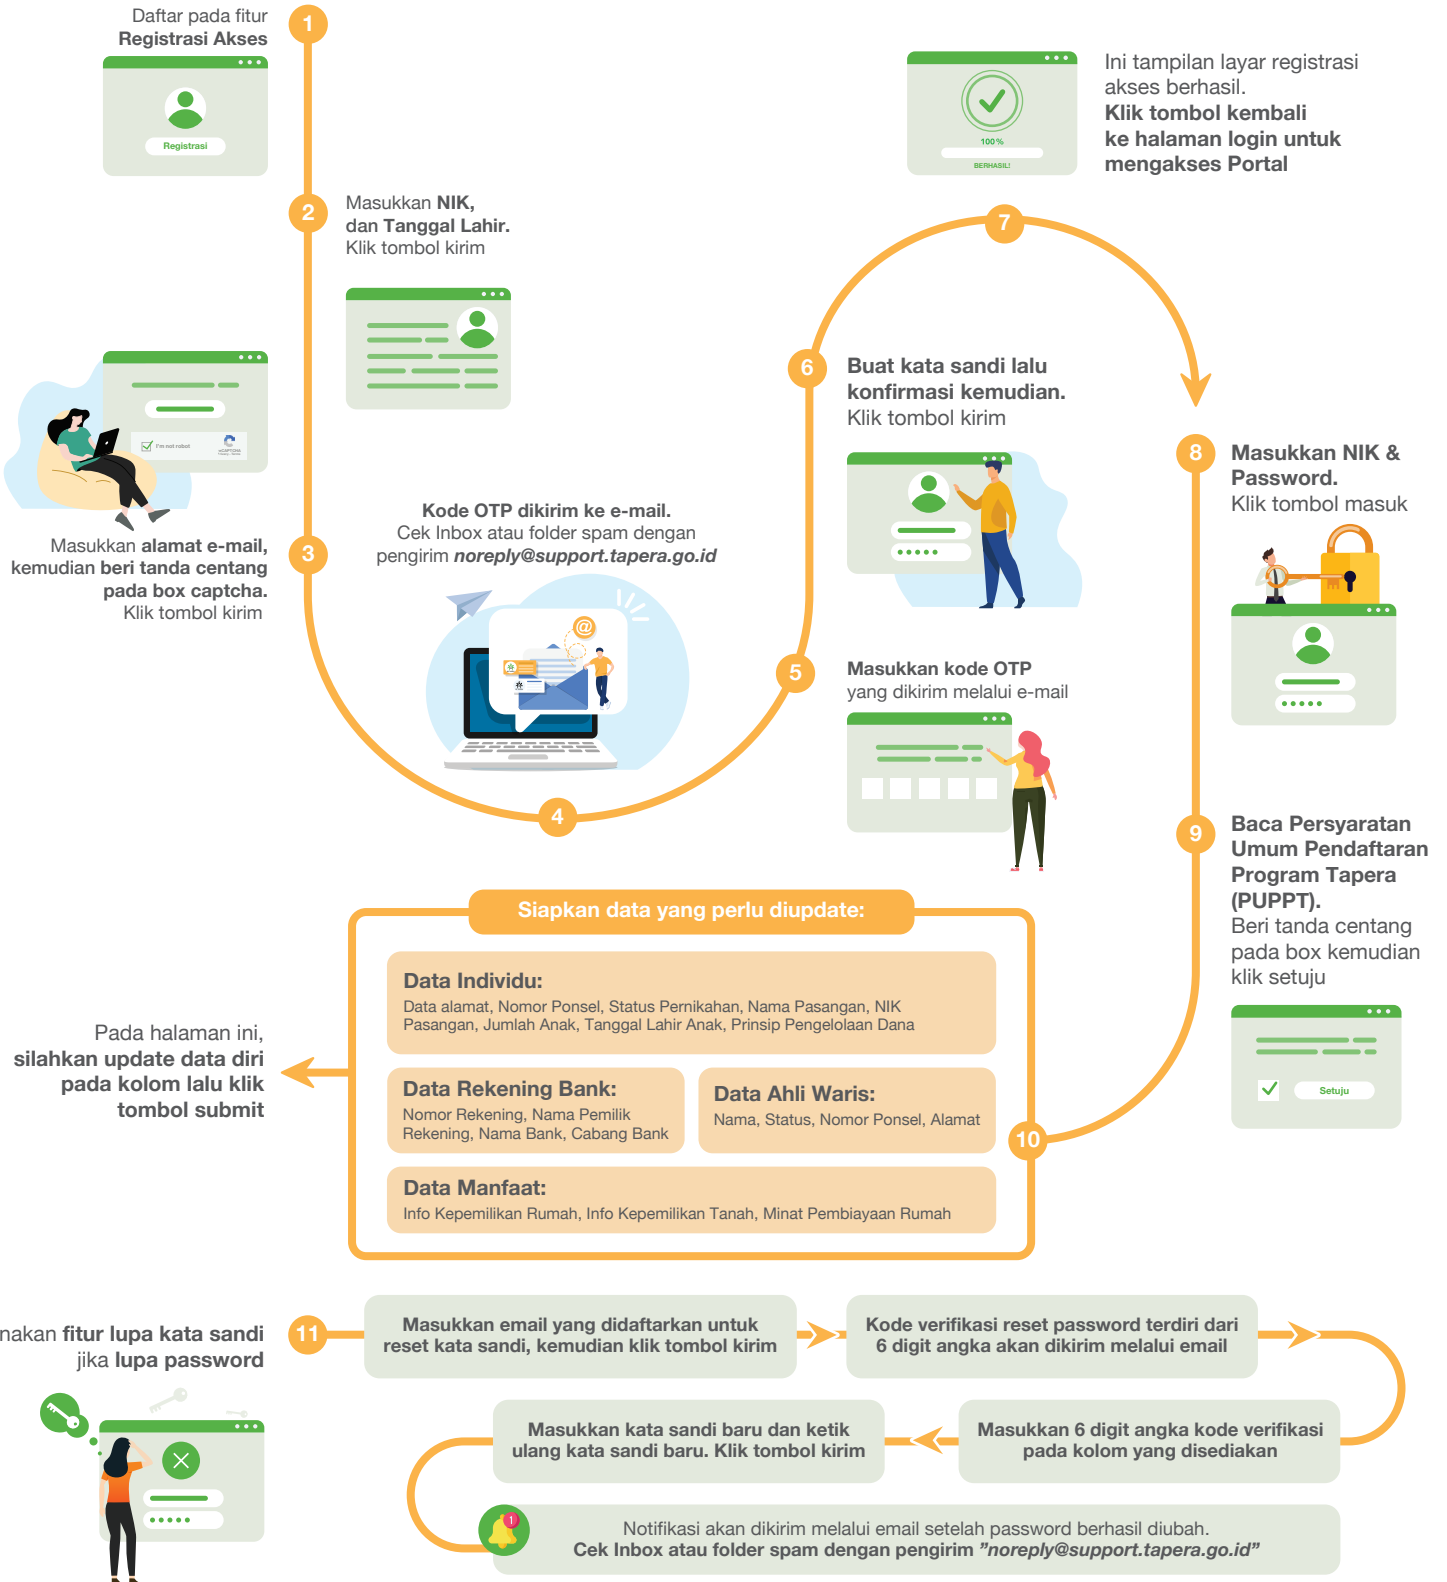 Daftar pada fitur
Registrasi Akses
1
Registrasi
2
Masukkan NIK,
dan Tanggal Lahir.
Klik tombol kirim
I'm not robot
Masukkan alamat e-mail,
kemudian beri tanda centang
pada box captcha.
Klik tombol kirim
3
Kode OTP dikirim ke e-mail.
Cek Inbox atau folder spam dengan
pengirim noreply@support.tapera.go.id
@
4
5
Masukkan kode OTP
yang dikirim melalui e-mail
6
Buat kata sandi lalu
konfirmasi kemudian.
Klik tombol kirim
7
100%
BERHASIL!
Ini tampilan layar registrasi
akses berhasil.
Klik tombol kembali
ke halaman login untuk
mengakses Portal
8
Masukkan NIK &
Password.
Klik tombol masuk
9
Baca Persyaratan
Umum Pendaftaran
Program Tapera
(PUPPT).
Beri tanda centang
pada box kemudian
klik setuju
Setuju
10
Siapkan data yang perlu diupdate:
Data Individu:
Data alamat, Nomor Ponsel, Status Pernikahan, Nama Pasangan, NIK
Pasangan, Jumlah Anak, Tanggal Lahir Anak, Prinsip Pengelolaan Dana
Data Rekening Bank:
Nomor Rekening, Nama Pemilik
Rekening, Nama Bank, Cabang Bank
Data Ahli Waris:
Nama, Status, Nomor Ponsel, Alamat
Data Manfaat:
Info Kepemilikan Rumah, Info Kepemilikan Tanah, Minat Pembiayaan Rumah
Pada halaman ini,
silahkan update data diri
pada kolom lalu klik
tombol submit
nakan fitur lupa kata sandi
jika lupa password
11
Masukkan email yang didaftarkan untuk
reset kata sandi, kemudian klik tombol kirim
Kode verifikasi reset password terdiri dari
6 digit angka akan dikirim melalui email
Masukkan 6 digit angka kode verifikasi
pada kolom yang disediakan
Masukkan kata sandi baru dan ketik
ulang kata sandi baru. Klik tombol kirim
1
Notifikasi akan dikirim melalui email setelah password berhasil diubah.
Cek Inbox atau folder spam dengan pengirim "noreply@support.tapera.go.id"